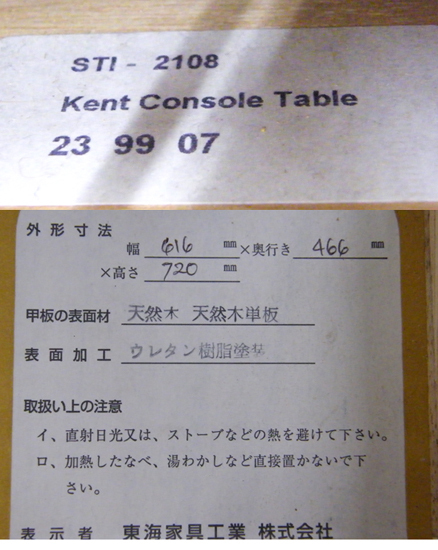 STI - 2108
Kent Console Table
23 99 07
外形寸法
幅 616 mm×奥行き 466 mm
×高さ 720 mm
甲板の表面材 天然木 天然木単板
表面加工 ウレタン樹脂塗装
取扱い上の注意
イ、直射日光又は、ストーブなどの熱を避けて下さい。
ロ、加熱したなべ、湯わかしなど直接置かないで下
さい。
表示者 東海家具工業 株式会社